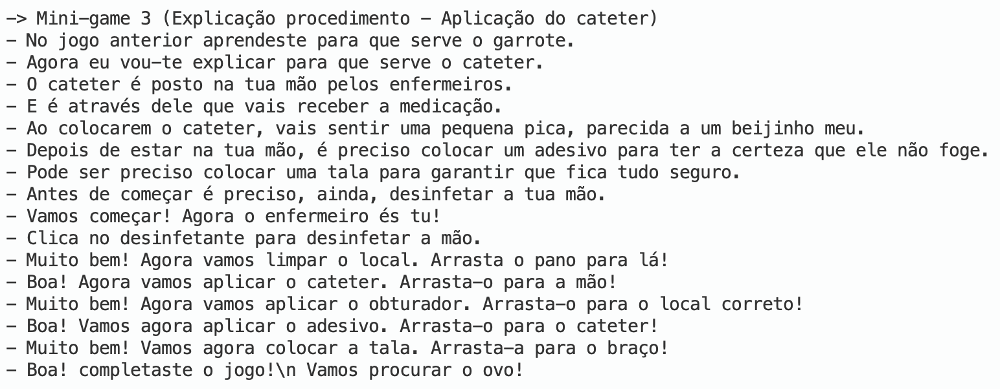 -> Mini-game 3 (Explicação procedimento - Aplicação do cateter)
- No jogo anterior aprendeste para que serve o garrote.
- Agora eu vou-te explicar para que serve o cateter.
- O cateter é posto na tua mão pelos enfermeiros.
- E é através dele que vais receber a medicação.
- Ao colocarem o cateter, vais sentir uma pequena pica, parecida a um beijinho meu.
- Depois de estar na tua mão, é preciso colocar um adesivo para ter a certeza que ele não foge.
- Pode ser preciso colocar uma tala para garantir que fica tudo seguro.
- Antes de começar é preciso, ainda, desinfetar a tua mão.
- Vamos começar! Agora o enfermeiro és tu!
- Clica no desinfetante para desinfetar a mão.
- Muito bem! Agora vamos limpar o local. Arrasta o pano para lá!
- Boa! Agora vamos aplicar o cateter. Arrasta-o para a mão!
- Muito bem! Agora vamos aplicar o obturador. Arrasta-o para o local correto!
- Boa! Vamos agora aplicar o adesivo. Arrasta-o para o cateter!
- Muito bem! Vamos agora colocar a tala. Arrasta-a para o braço!
- Boa! completaste o jogo!\n Vamos procurar o ovo!